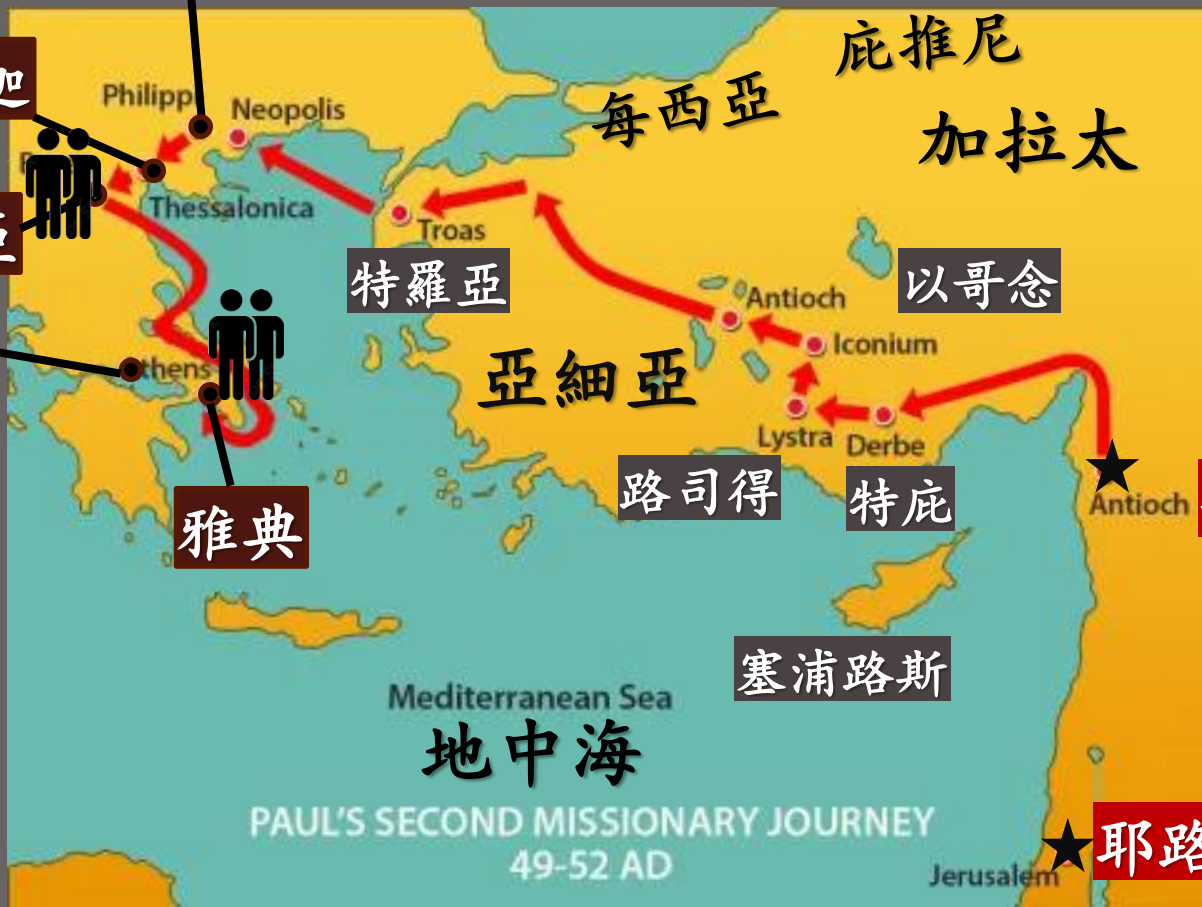 庇推尼
每西亞
加拉太
迦
Philipp
Neopolis
Thessalonica
亞
Troas
特羅亞
Antioch
以哥念
Iconium
亞細亞
thens
Lystra
Derbe
路司得
特庇
Antioch
雅典
塞浦路斯
Mediterranean Sea
地中海
PAUL'S SECOND MISSIONARY JOURNEY
49-52 AD
Jerusalem
耶路